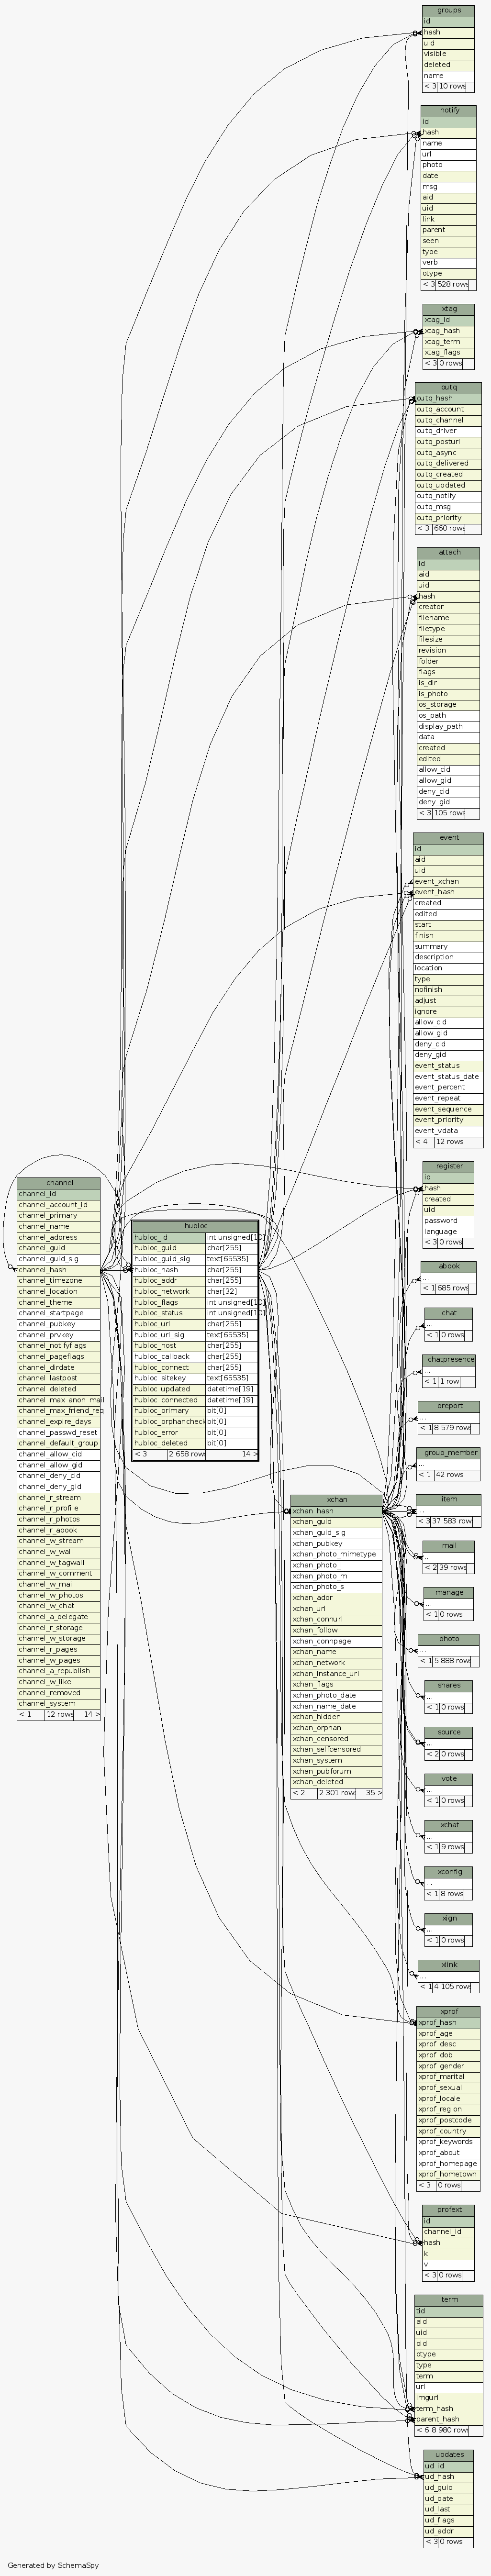 groups
id
hash
uid
visible
deleted
name
< 3 10 rows
notify
id
hash
name
url
photo
date
msg
aid
uid
link
parent
seen
type
verb
otype
< 3 528 rows
xtag
xtag_id
xtag_hash
xtag_term
xtag_flags
< 3 0 rows
outq
outq_hash
outq_account
outq_channel
outq_driver
outq_posturl
outq_async
outq_delivered
outq_created
outq_updated
outq_notify
outq_msg
outq_priority
< 3 660 rows
attach
id
aid
uid
hash
creator
filename
filetype
filesize
revision
folder
flags
is_dir
is_photo
os_storage
os_path
display_path
data
created
edited
allow_cid
allow_gid
deny_cid
deny_gid
< 3 105 rows
event
id
aid
uid
event_xchan
event_hash
created
edited
start
finish
summary
description
location
type
nofinish
adjust
ignore
allow_cid
allow_gid
deny_cid
deny_gid
event_status
event_status_date
event_percent
event_repeat
event_sequence
event_priority
event_vdata
< 4 12 rows
register
id
hash
created
uid
password
language
< 3 0 rows
channel
channel_id
channel_account_id
channel_primary
channel_name
channel_address
channel_guid
channel_guid_sig
channel_hash
channel_timezone
channel_location
channel_theme
channel_startpage
channel_pubkey
channel_prvkey
channel_notifyflags
channel_pageflags
channel_dirdate
channel_lastpost
channel_deleted
channel_max_anon_mail
channel_max_friend_req
channel_expire_days
channel_passwd_reset
channel_default_group
channel_allow_cid
channel_allow_gid
channel_deny_cid
channel_deny_gid
channel_r_stream
channel_r_profile
channel_r_photos
channel_r_abook
channel_w_stream
channel_w_wall
channel_w_tagwall
channel_w_comment
channel_w_mail
channel_w_photos
channel_w_chat
channel_a_delegate
channel_r_storage
channel_w_storage
channel_r_pages
channel_w_pages
channel_a_republish
channel_w_like
channel_removed
channel_system
< 1 12 rows 14 >
hubloc
hubloc_id int unsigned[10]
hubloc_guid char[255]
hubloc_guid_sig text[65535]
hubloc_hash char[255]
hubloc_addr char[255]
hubloc_network char[32]
hubloc_flags int unsigned[10]
hubloc_status int unsigned[10]
hubloc_url char[255]
hubloc_url_sig text[65535]
hubloc_host char[255]
hubloc_callback char[255]
hubloc_connect char[255]
hubloc_sitekey text[65535]
hubloc_updated datetime[19]
hubloc_connected datetime[19]
hubloc_primary bit[0]
hubloc_orphancheck bit[0]
hubloc_error bit[0]
hubloc_deleted bit[0]
< 3 2 658 rows 14 >
xchan
xchan_hash
xchan_guid
xchan_guid_sig
xchan_pubkey
xchan_photo_mimetype
xchan_photo_l
xchan_photo_m
xchan_photo_s
xchan_addr
xchan_url
xchan_connurl
xchan_follow
xchan_connpage
xchan_name
xchan_network
xchan_instance_url
xchan_flags
xchan_photo_date
xchan_name_date
xchan_hidden
xchan_orphan
xchan_censored
xchan_selfcensored
xchan_system
xchan_pubforum
xchan_deleted
< 2 2 301 rows 35 >
abook
...
< 1 685 rows
chat
...
< 1 0 rows
chatpresence
...
< 1 1 row
dreport
...
< 1 8 579 rows
group_member
...
< 1 42 rows
item
...
< 3 37 583 rows
mail
...
< 2 39 rows
manage
...
< 1 0 rows
photo
...
< 1 5 888 rows
shares
...
< 1 0 rows
source
...
< 2 0 rows
vote
...
< 1 0 rows
xchat
...
< 1 9 rows
xconfig
...
< 1 8 rows
xign
...
< 1 0 rows
xlink
...
< 1 4 105 rows
xprof
xprof_hash
xprof_age
xprof_desc
xprof_dob
xprof_gender
xprof_marital
xprof_sexual
xprof_locale
xprof_region
xprof_postcode
xprof_country
xprof_keywords
xprof_about
xprof_homepage
xprof_hometown
< 3 0 rows
profext
id
channel_id
hash
k
v
< 3 0 rows
term
tid
aid
uid
oid
otype
type
term
url
imgurl
term_hash
parent_hash
< 6 8 980 rows
updates
ud_id
ud_hash
ud_guid
ud_date
ud_last
ud_flags
ud_addr
< 3 0 rows
Generated by SchemaSpy